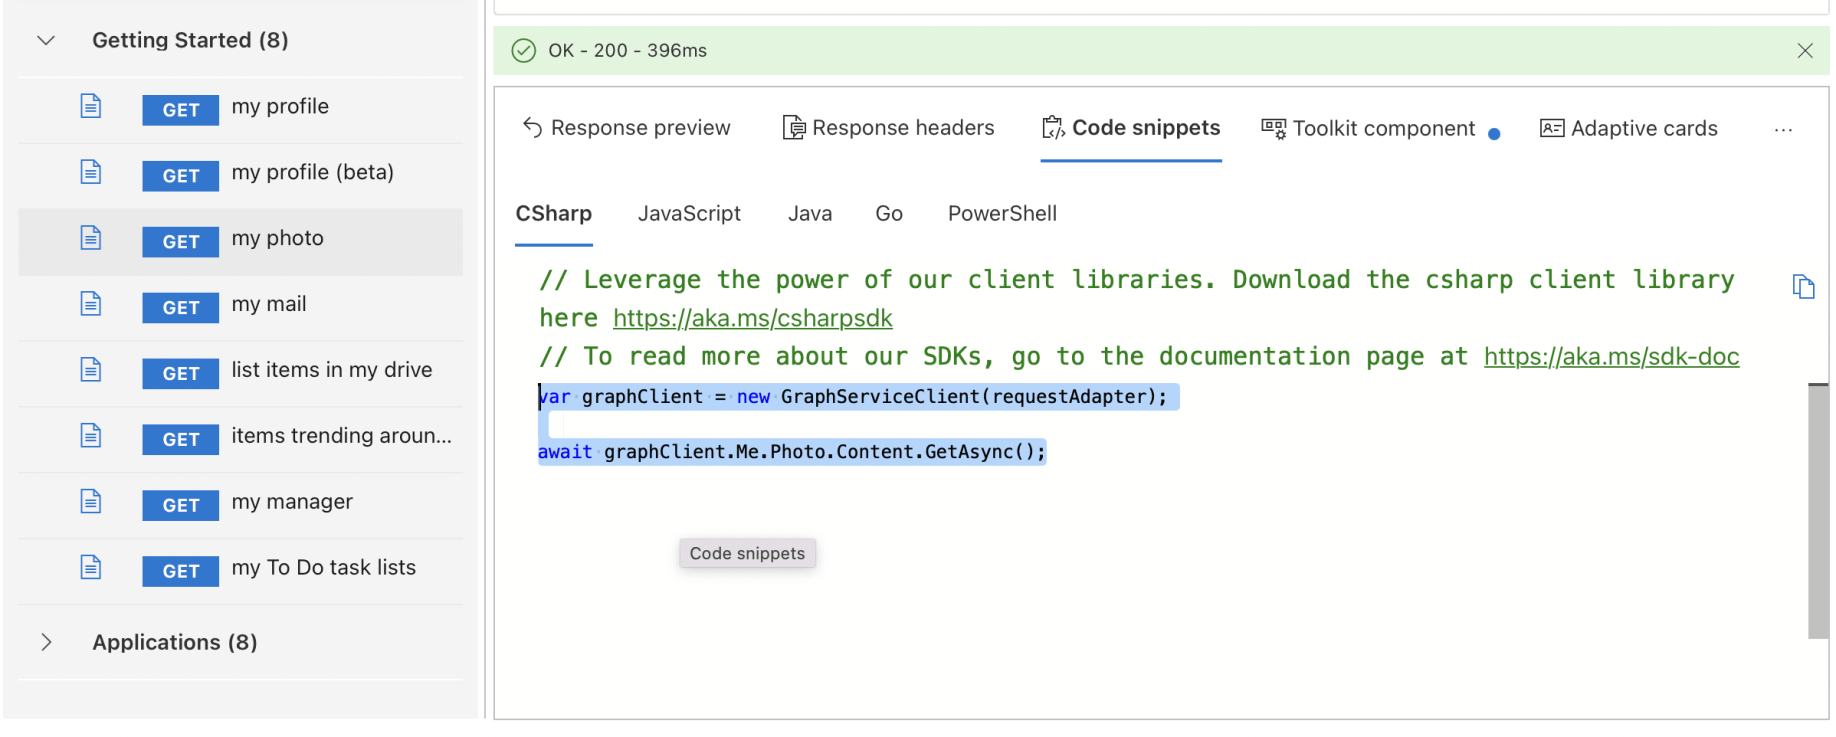 Getting Started (8)
GET my profile
GET my profile (beta)
GET my photo
GET my mail
GET list items in my drive
GET items trending aroun...
GET my manager
GET my To Do task lists
Applications (8)
OK - 200 - 396ms
Response preview Response headers Code snippets Toolkit component Adaptive cards ...
CSharp JavaScript Java Go PowerShell
// Leverage the power of our client libraries. Download the csharp client library
here https://aka.ms/csharpsdk
// To read more about our SDKs, go to the documentation page at https://aka.ms/sdk-doc
var graphClient = new GraphServiceClient(requestAdapter);
await graphClient.Me.Photo.Content.GetAsync();
Code snippets